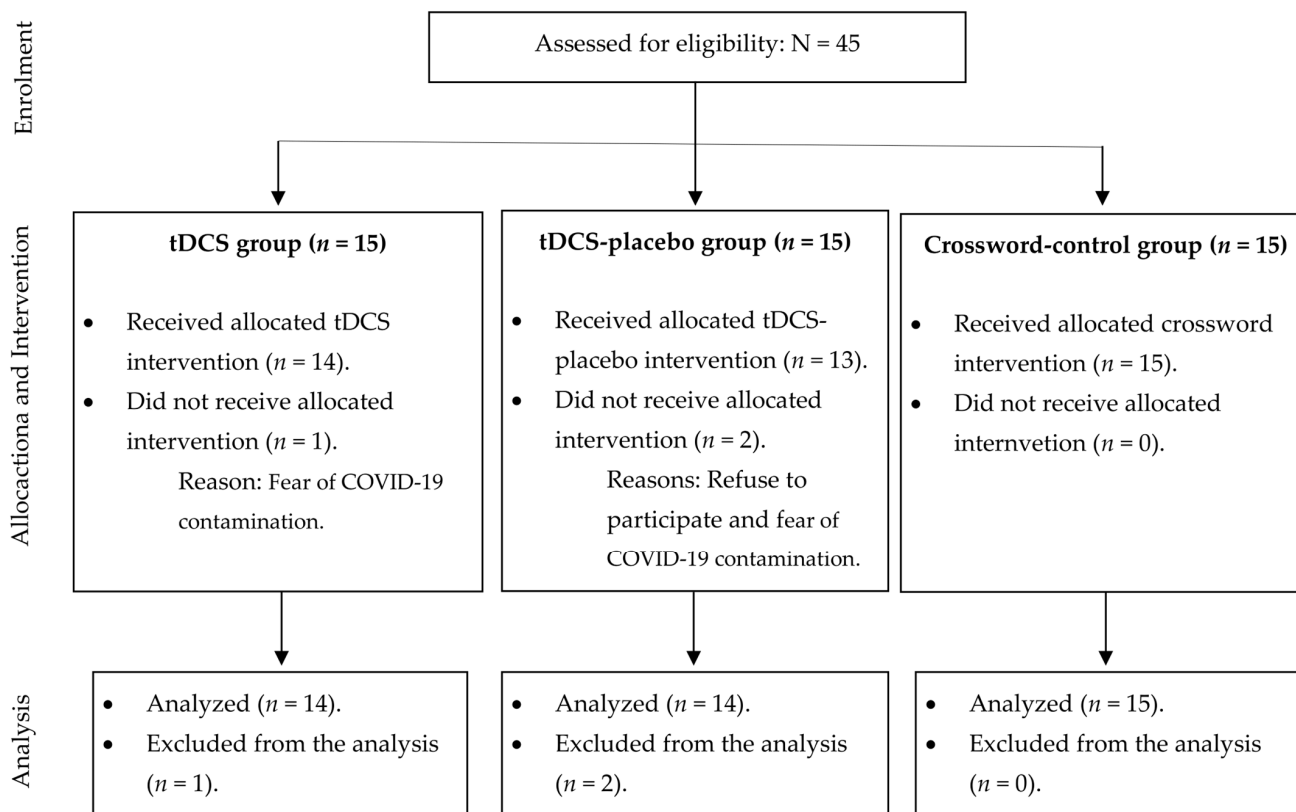 Enrolment
Assessed for eligibility: N = 45
Allocactiona and Intervention
tDCS group (n = 15)
• Received allocated tDCS
intervention (n = 14).
• Did not receive allocated
intervention (n = 1).
Reason: Fear of COVID-19
contamination.
tDCS-placebo group (n = 15)
• Received allocated tDCS-
placebo intervention (n = 13).
• Did not receive allocated
intervention (n = 2).
Reasons: Refuse to
participate and fear of
COVID-19 contamination.
Crossword-control group (n = 15)
• Received allocated crossword
intervention (n = 15).
• Did not receive allocated
internvetion (n = 0).
Analysis
• Analyzed (n = 14).
• Excluded from the analysis
(n = 1).
• Analyzed (n = 14).
• Excluded from the analysis
(n = 2).
• Analyzed (n = 15).
• Excluded from the analysis
(n = 0).